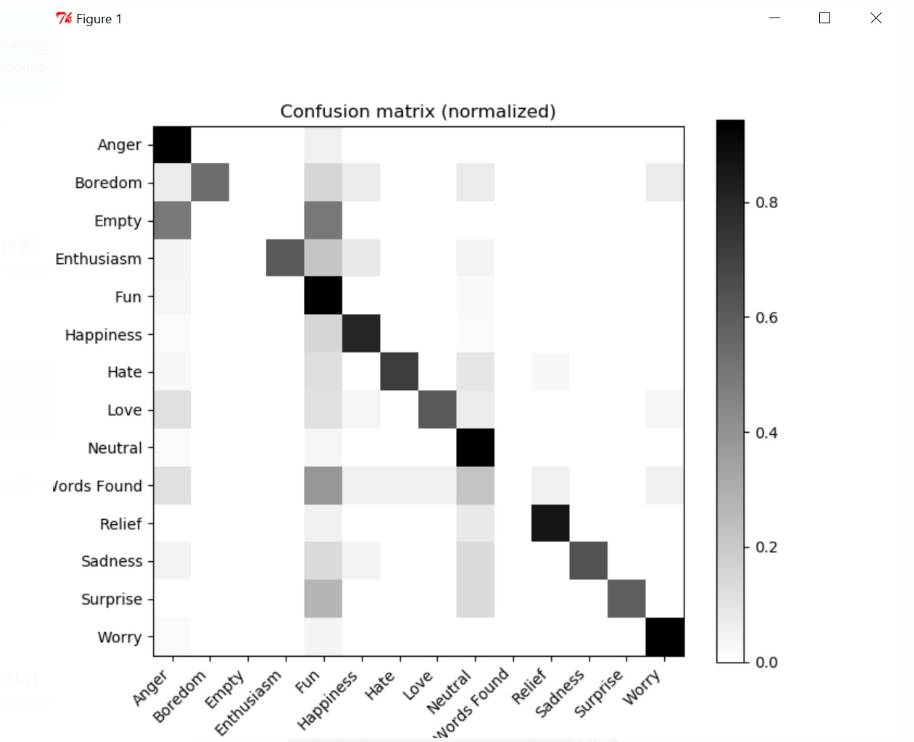 Figure 1
Confusion matrix (normalized)
Anger
Boredom
Empty
Enthusiasm
Fun
Happiness
Hate
Love
Neutral
Words Found
Relief
Sadness
Surprise
Worry
0.8
0.6
0.4
0.2
0.0
Anger
Boredom
Empty
Enthusiasm
Fun
Happiness
Hate
Love
Neutral
Words Found
Relief
Sadness
Surprise
Worry
@UH